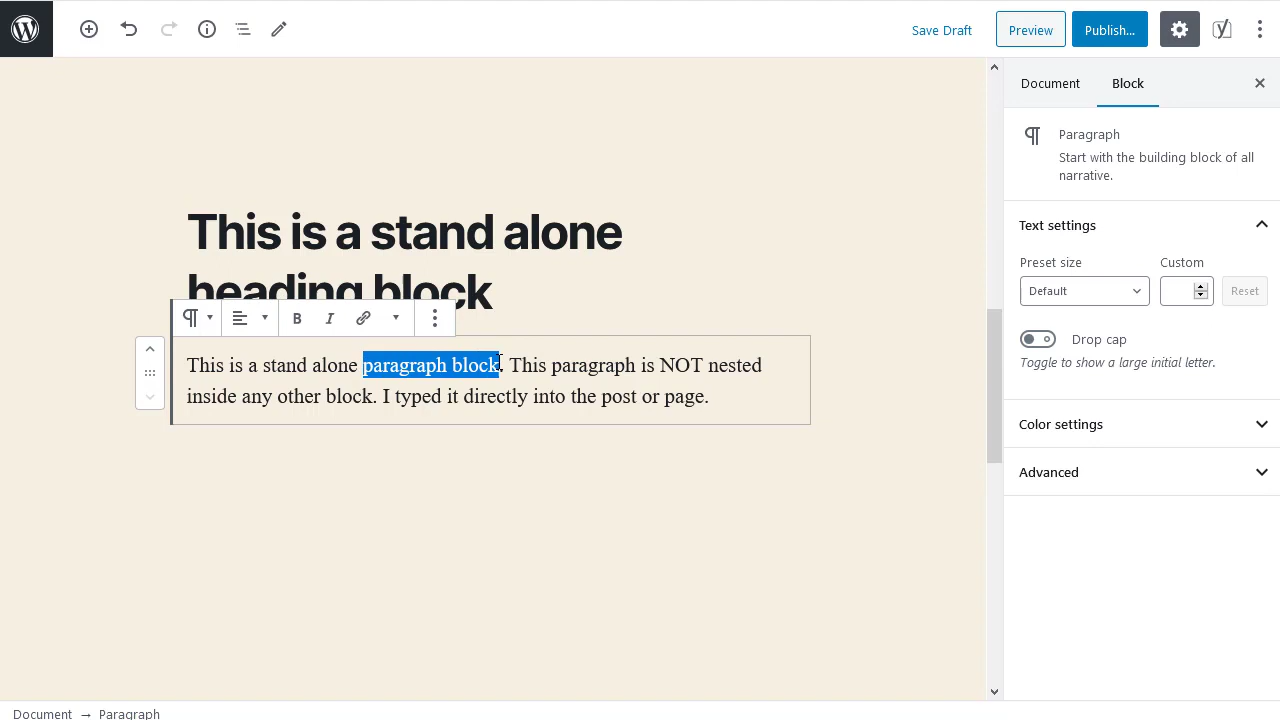 Save Draft
Preview
Publish...
Document
Block
Paragraph
Start with the building block of all
narrative.
Text settings
Preset size
Custom
Default
Reset
Drop cap
Toggle to show a large initial letter.
Color settings
Advanced
This is a stand alone
heading block
B I
This is a stand alone paragraph block. This paragraph is NOT nested
inside any other block. I typed it directly into the post or page.
Document → Paragraph